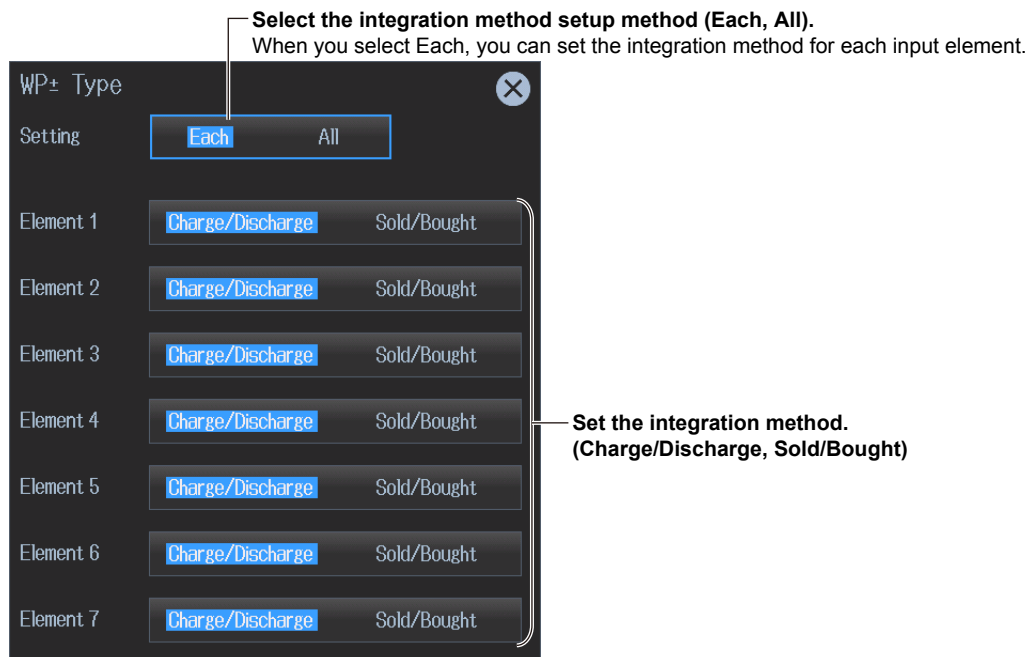 Select the integration method setup method (Each, All).
When you select Each, you can set the integration method for each input element.
WP± Type
Setting Each All
Element 1 Charge/Discharge Sold/Bought
Element 2 Charge/Discharge Sold/Bought
Element 3 Charge/Discharge Sold/Bought
Element 4 Charge/Discharge Sold/Bought
Element 5 Charge/Discharge Sold/Bought
Element 6 Charge/Discharge Sold/Bought
Element 7 Charge/Discharge Sold/Bought
Set the integration method.
(Charge/Discharge, Sold/Bought)